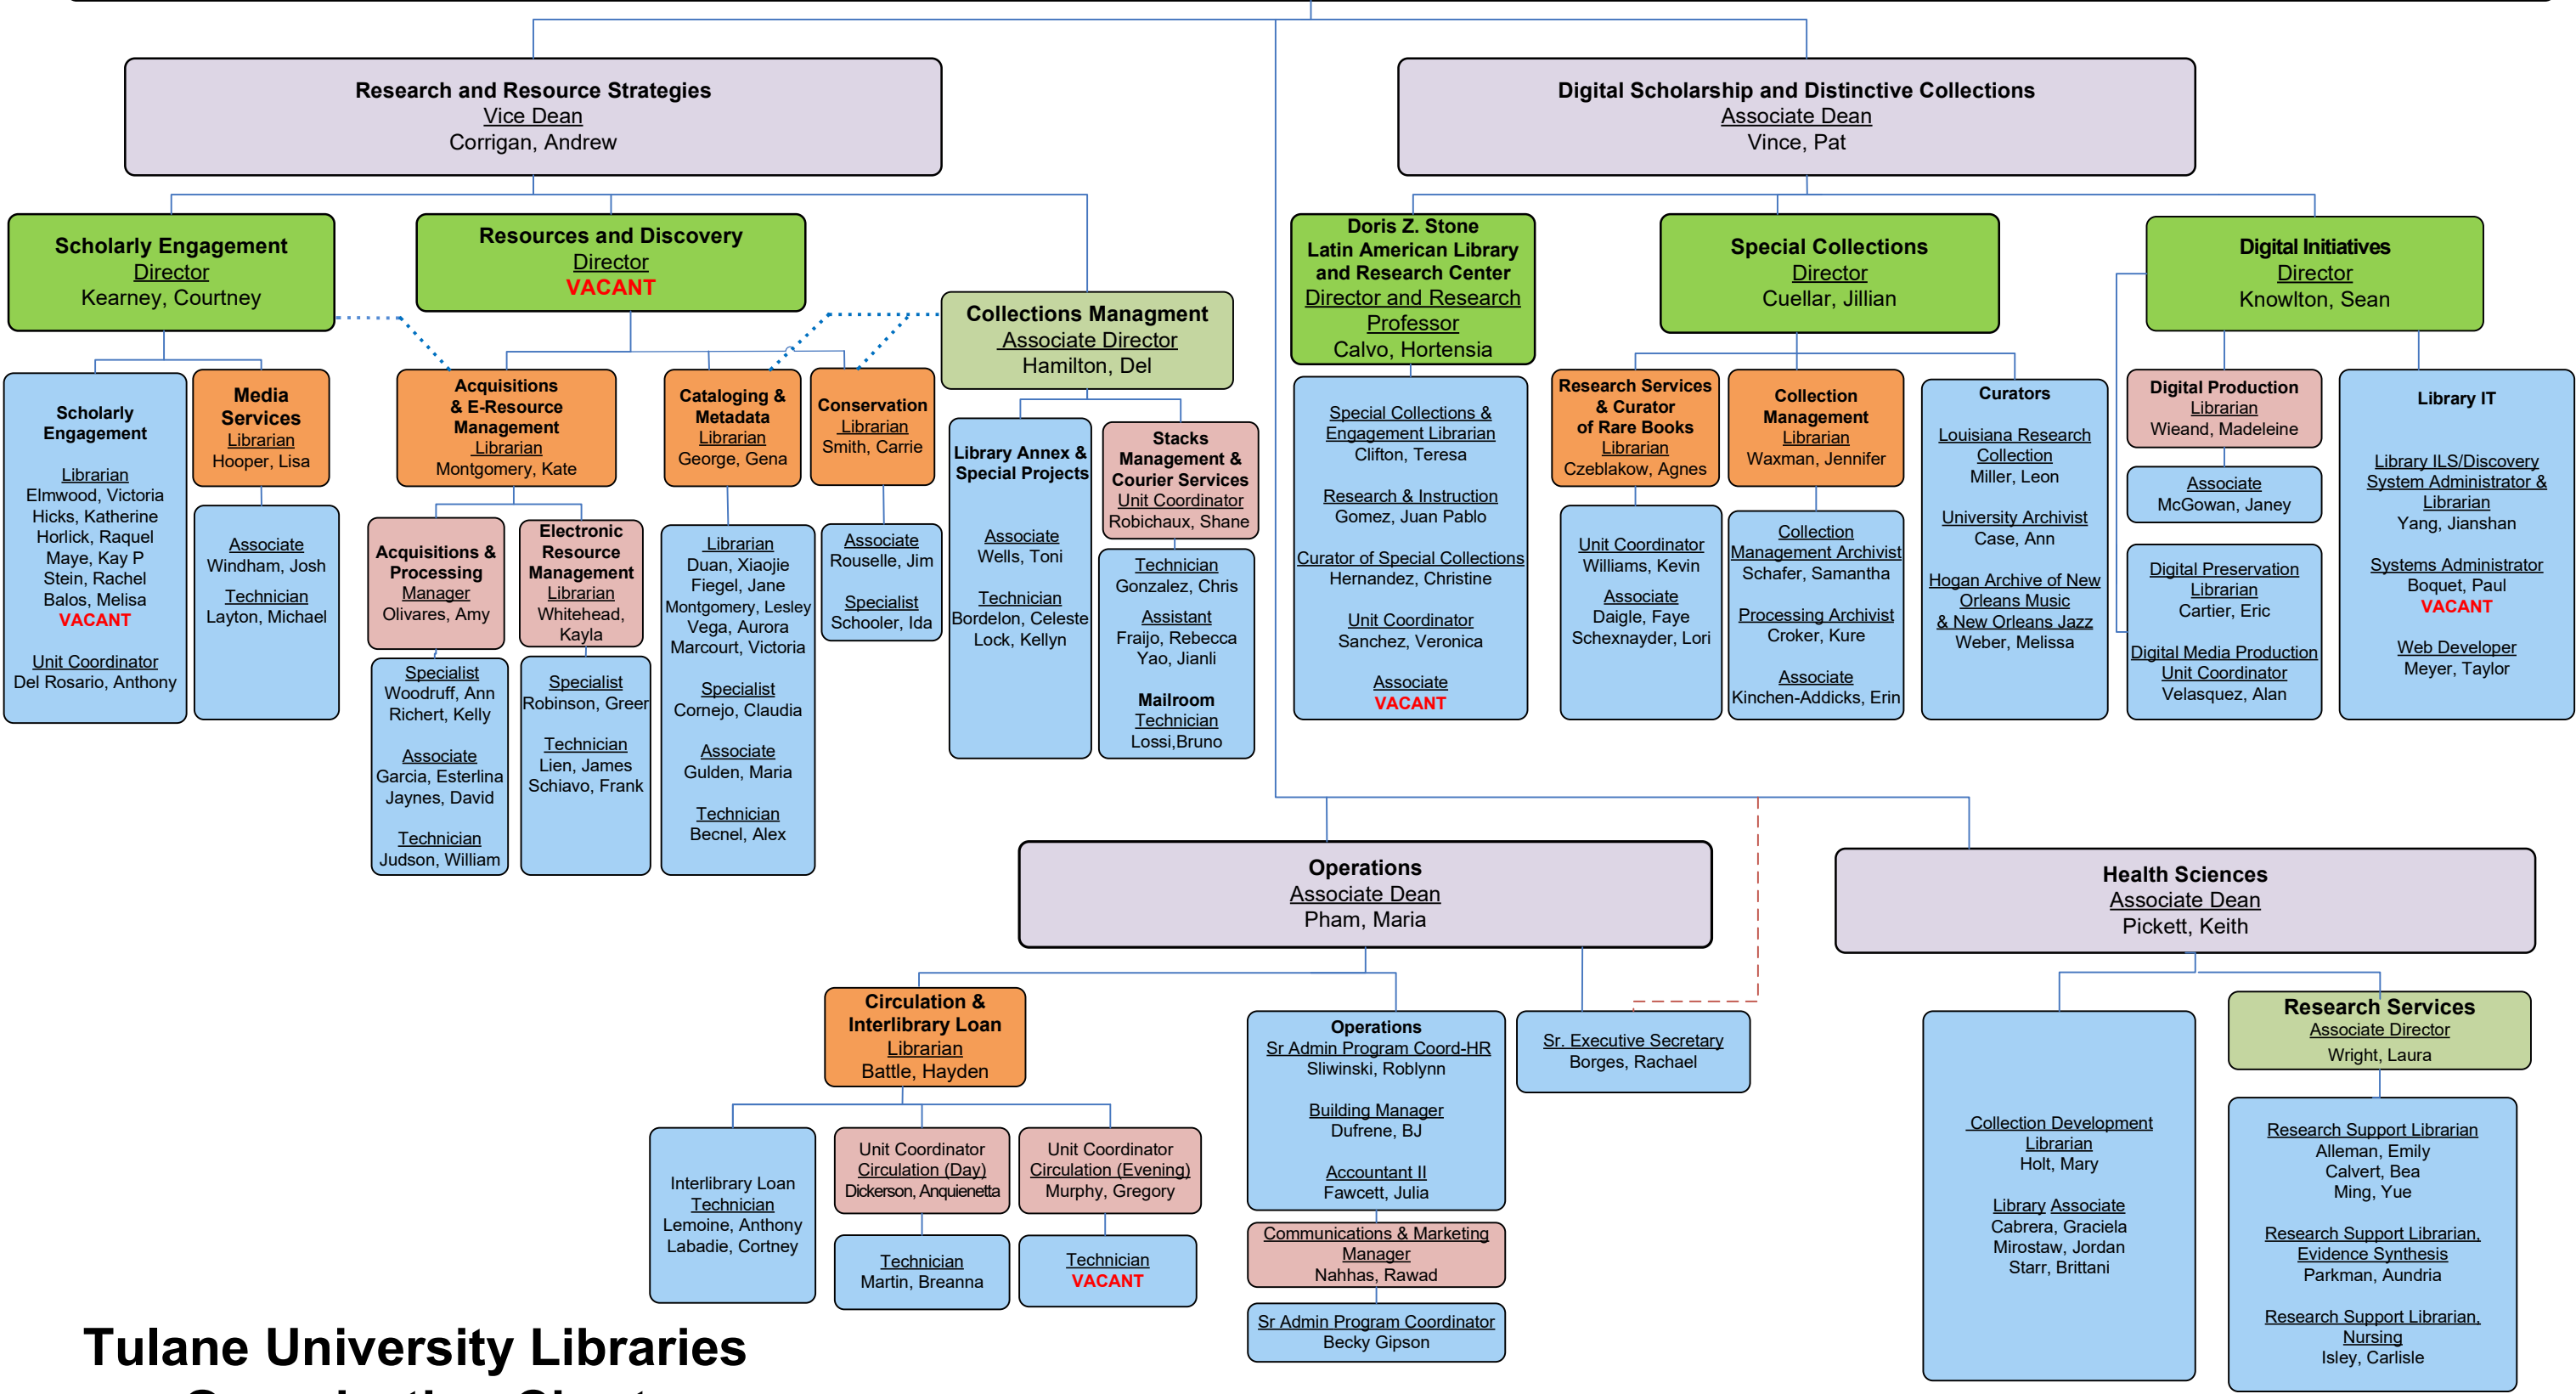 Research and Resource Strategies
Vice Dean
Corrigan, Andrew
Digital Scholarship and Distinctive Collections
Associate Dean
Vince, Pat
Scholarly Engagement
Director
Kearney, Courtney
Resources and Discovery
Director
VACANT
Collections Managment
Associate Director
Hamilton, Del
Doris Z. Stone
Latin American Library
and Research Center
Director and Research
Professor
Calvo, Hortensia
Special Collections
Director
Cuellar, Jillian
Digital Initiatives
Director
Knowlton, Sean
Scholarly
Engagement
Librarian
Elmwood, Victoria
Hicks, Katherine
Horlick, Raquel
Maye, Kay P
Stein, Rachel
Balos, Melisa
VACANT
Unit Coordinator
Del Rosario, Anthony
Media
Services
Librarian
Hooper, Lisa
Associate
Windham, Josh
Technician
Layton, Michael
Acquisitions
& E-Resource
Management
Librarian
Montgomery, Kate
Acquisitions &
Processing
Manager
Olivares, Amy
Specialist
Woodruff, Ann
Richert, Kelly
Associate
Garcia, Esterlina
Jaynes, David
Technician
Judson, William
Electronic
Resource
Management
Librarian
Whitehead,
Kayla
Specialist
Robinson, Greer
Technician
Lien, James
Schiavo, Frank
Cataloging &
Metadata
Librarian
George, Gena
Librarian
Duan, Xiaojie
Fiegel, Jane
Montgomery, Lesley
Vega, Aurora
Marcourt, Victoria
Specialist
Cornejo, Claudia
Associate
Gulden, Maria
Technician
Becnel, Alex
Conservation
Librarian
Smith, Carrie
Associate
Rouselle, Jim
Specialist
Schooler, Ida
Library Annex &
Special Projects
Associate
Wells, Toni
Technician
Bordelon, Celeste
Lock, Kellyn
Stacks
Management &
Courier Services
Unit Coordinator
Robichaux, Shane
Technician
Gonzalez, Chris
Assistant
Fraijo, Rebecca
Yao, Jianli
Mailroom
Technician
Lossi,Bruno
Special Collections &
Engagement Librarian
Clifton, Teresa
Research & Instruction
Gomez, Juan Pablo
Curator of Special Collections
Hernandez, Christine
Unit Coordinator
Sanchez, Veronica
Associate
VACANT
Research Services
& Curator
of Rare Books
Librarian
Czeblakow, Agnes
Unit Coordinator
Williams, Kevin
Associate
Daigle, Faye
Schexnayder, Lori
Collection
Management
Librarian
Waxman, Jennifer
Collection
Management Archivist
Schafer, Samantha
Processing Archivist
Croker, Kure
Associate
Kinchen-Addicks, Erin
Curators
Louisiana Research
Collection
Miller, Leon
University Archivist
Case, Ann
Hogan Archive of New
Orleans Music
& New Orleans Jazz
Weber, Melissa
Digital Production
Librarian
Wieand, Madeleine
Associate
McGowan, Janey
Digital Preservation
Librarian
Cartier, Eric
Digital Media Production
Unit Coordinator
Velasquez, Alan
Library IT
Library ILS/Discovery
System Administrator &
Librarian
Yang, Jianshan
Systems Administrator
Boquet, Paul
VACANT
Web Developer
Meyer, Taylor
Operations
Associate Dean
Pham, Maria
Health Sciences
Associate Dean
Pickett, Keith
Circulation &
Interlibrary Loan
Librarian
Battle, Hayden
Interlibrary Loan
Technician
Lemoine, Anthony
Labadie, Cortney
Unit Coordinator
Circulation (Day)
Dickerson, Anquienetta
Technician
Martin, Breanna
Unit Coordinator
Circulation (Evening)
Murphy, Gregory
Technician
VACANT
Operations
Sr Admin Program Coord-HR
Sliwinski, Roblynn
Building Manager
Dufrene, BJ
Accountant II
Fawcett, Julia
Communications & Marketing
Manager
Nahhas, Rawad
Sr Admin Program Coordinator
Becky Gipson
Sr. Executive Secretary
Borges, Rachael
Collection Development
Librarian
Holt, Mary
Library Associate
Cabrera, Graciela
Mirostaw, Jordan
Starr, Brittani
Research Services
Associate Director
Wright, Laura
Research Support Librarian
Alleman, Emily
Calvert, Bea
Ming, Yue
Research Support Librarian,
Evidence Synthesis
Parkman, Aundria
Research Support Librarian,
Nursing
Isley, Carlisle
Tulane University Libraries